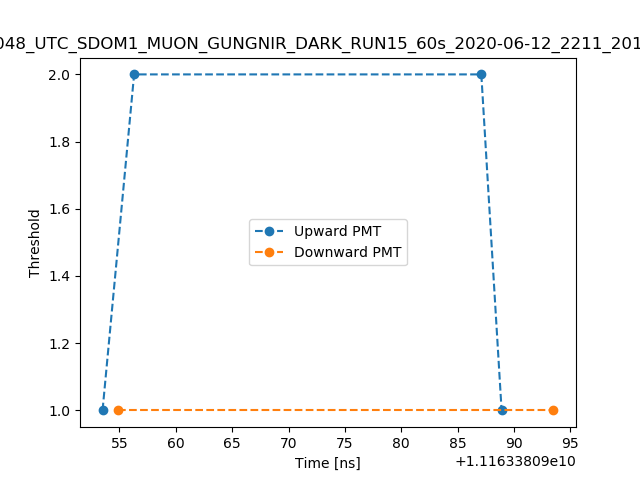 048_UTC_SDOM1_MUON_GUNGNIR_DARK_RUN15_60s_2020-06-12_2211_201
2.0
1.8
1.6
1.4
1.2
1.0
Threshold
Upward PMT
Downward PMT
55 60 65 70 75 80 85 90 95
Time [ns]
+1.11633809e10